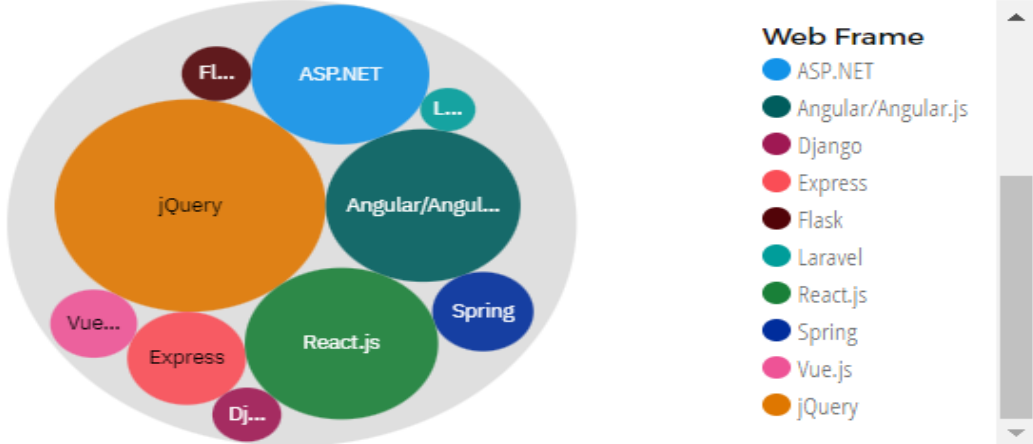 Fl...
ASP.NET
L...
jQuery
Angular/Angul...
Vue...
Express
React.js
Spring
Dj...
Web Frame
ASP.NET
Angular/Angular.js
Django
Express
Flask
Laravel
React.js
Spring
Vue.js
jQuery